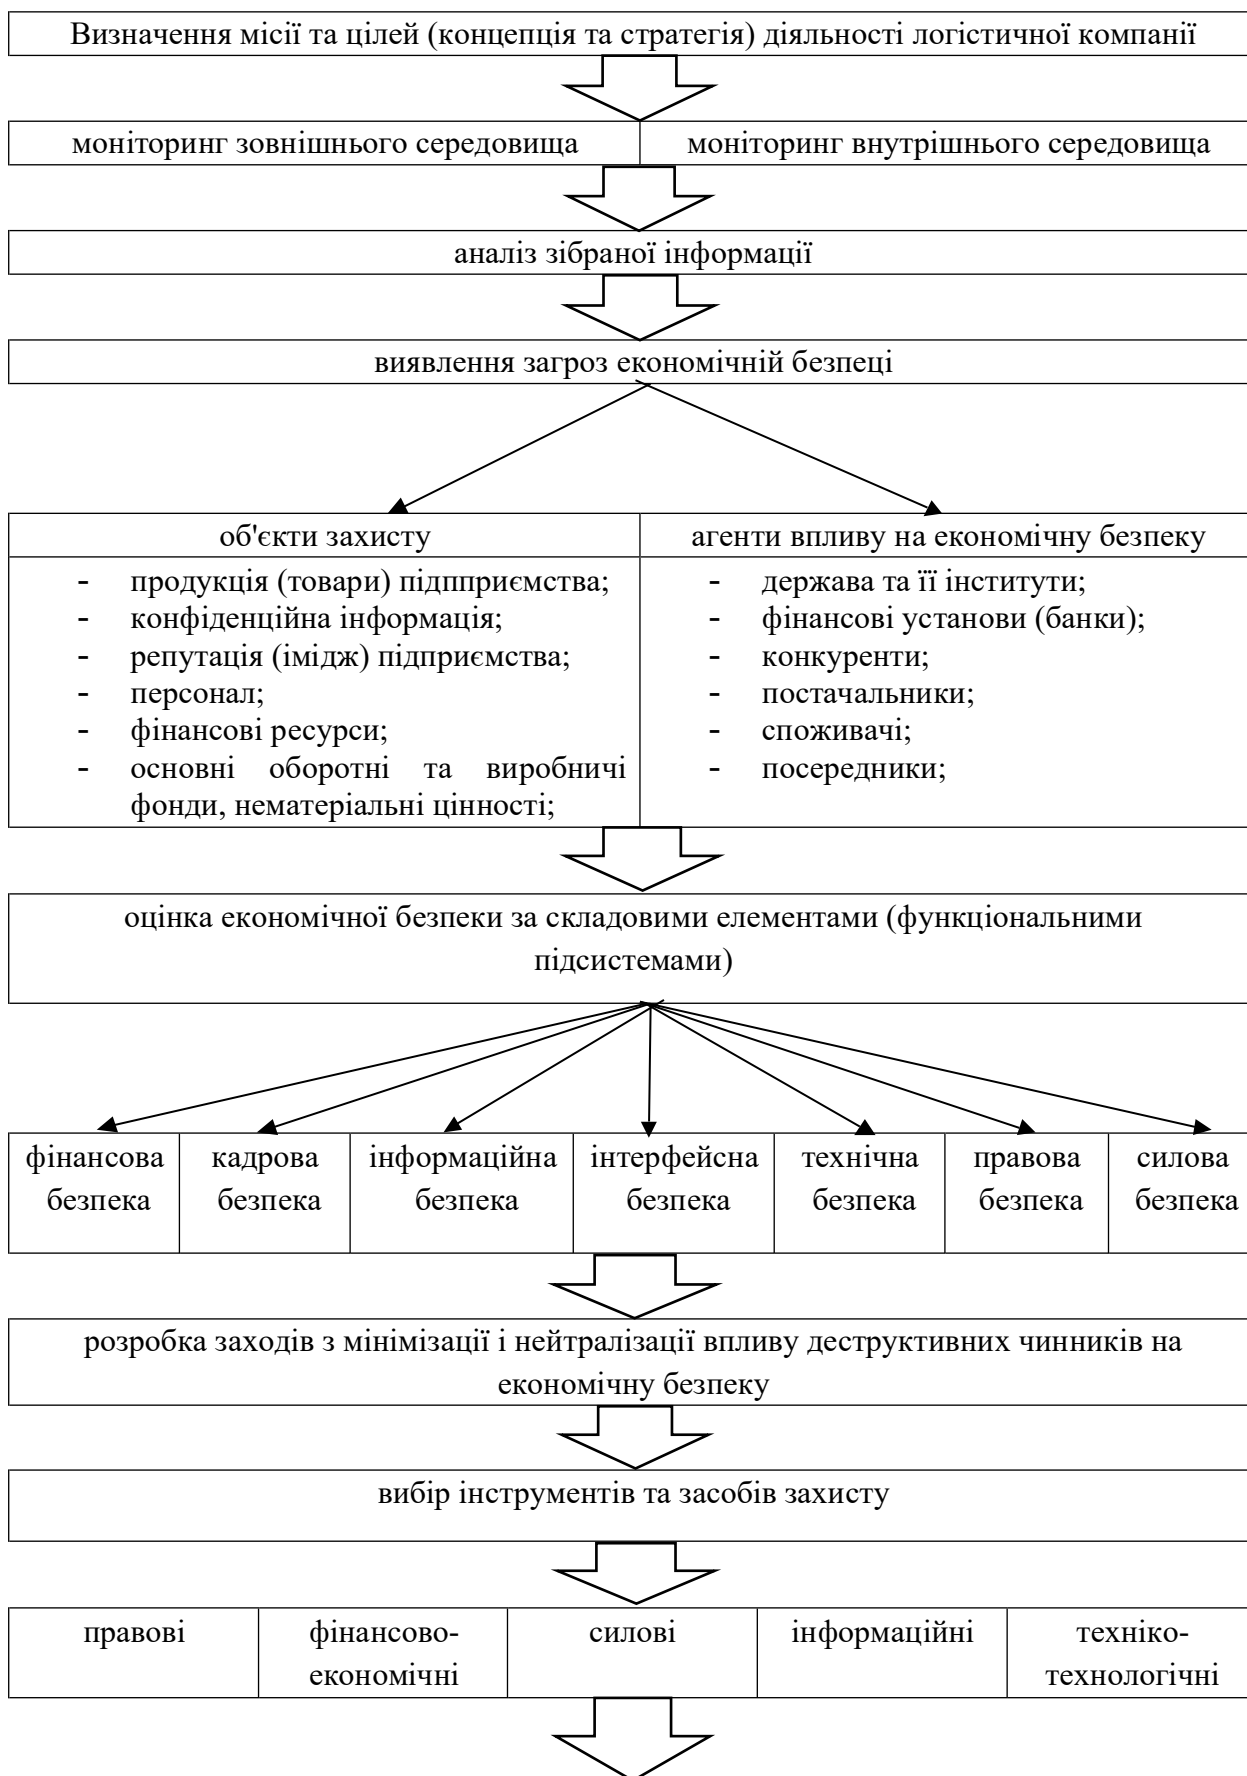 Визначення місії та цілей (концепція та стратегія) діяльності логістичної компанії
моніторинг зовнішнього середовища
моніторинг внутрішнього середовища
аналіз зібраної інформації
виявлення загроз економічній безпеці
об'єкти захисту
- продукція (товари) підпприємства;
- конфіденційна інформація;
- репутація (імідж) підприємства;
- персонал;
- фінансові ресурси;
- основні оборотні та виробничі
фонди, нематеріальні цінності;
агенти впливу на економічну безпеку
- держава та її інститути;
- фінансові установи (банки);
- конкуренти;
- постачальники;
- споживачі;
- посередники;
оцінка економічної безпеки за складовими елементами (функціональними
підсистемами)
фінансова
безпека
кадрова
безпека
інформаційна
безпека
інтерфейсна
безпека
технічна
безпека
правова
безпека
силова
безпека
розробка заходів з мінімізації і нейтралізації впливу деструктивних чинників на
економічну безпеку
вибір інструментів та засобів захисту
правові
фінансово-
економічні
силові
інформаційні
техніко-
технологічні